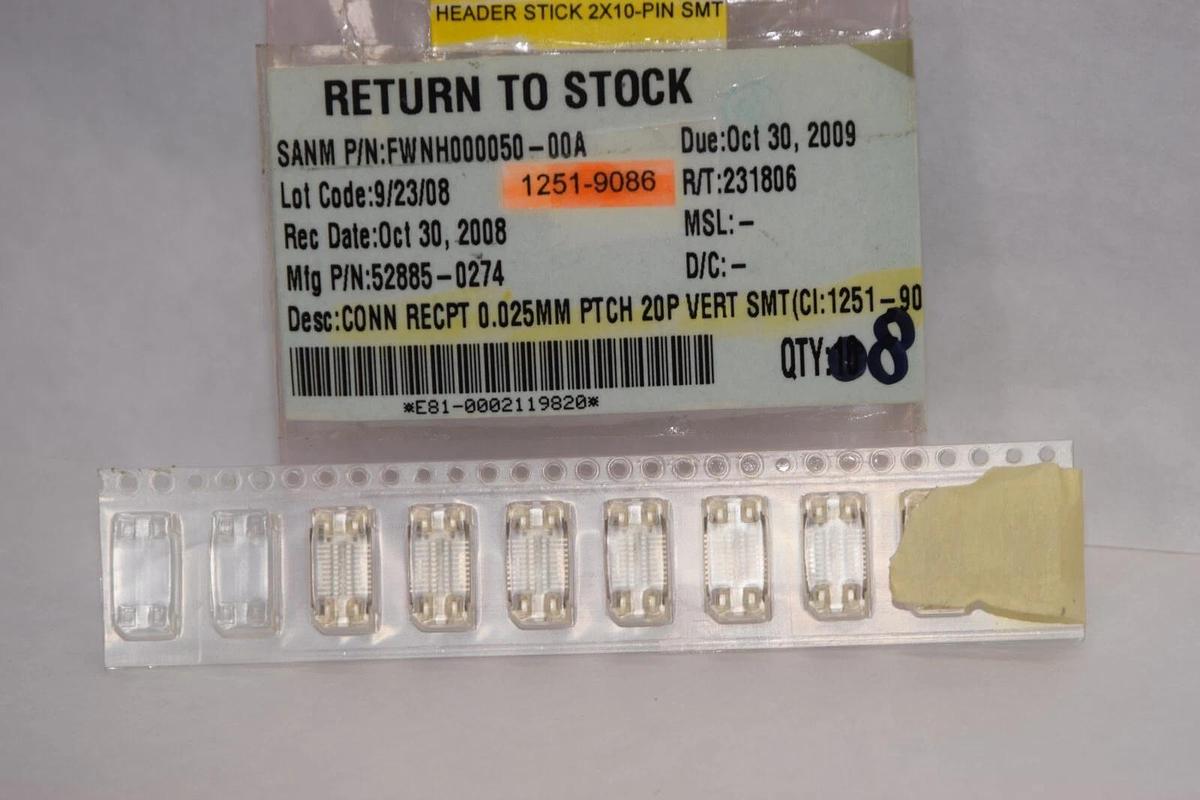 HEADER STICK 2X10-PIN SMT
RETURN TO STOCK
SANM P/N:FWNH000050-00A Due:Oct 30, 2009
Lot Code:9/23/08 1251-9086 R/T:231806
Rec Date:Oct 30, 2008 MSL: -
Mfg P/N:52885-0274 D/C: -
Desc:CONN RECPT 0.025MM PTCH 20P VERT SMT(CI:1251-90
QTY: 8
*E81-0002119820*